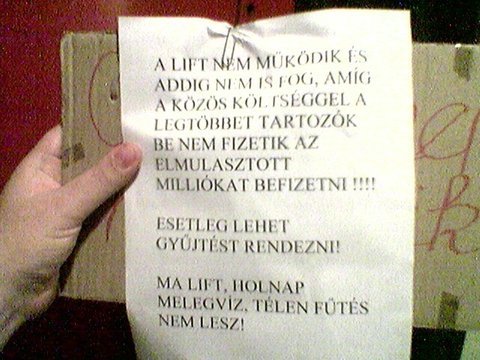 A LIFT NEM MŰKÖDIK ÉS
ADDIG NEM IS FOG, AMÍG
A KÖZÖS KÖLTSÉGGEL A
LEGTÖBBET TARTOZÓK
BE NEM FIZETIK AZ
ELMULASZTOTT
MILLIÓKAT BEFIZETNI !!!!
ESETLEG LEHET
GYŰJTÉST RENDEZNI!
MA LIFT, HOLNAP
MELEGVÍZ, TÉLEN FŰTÉS
NEM LESZ!